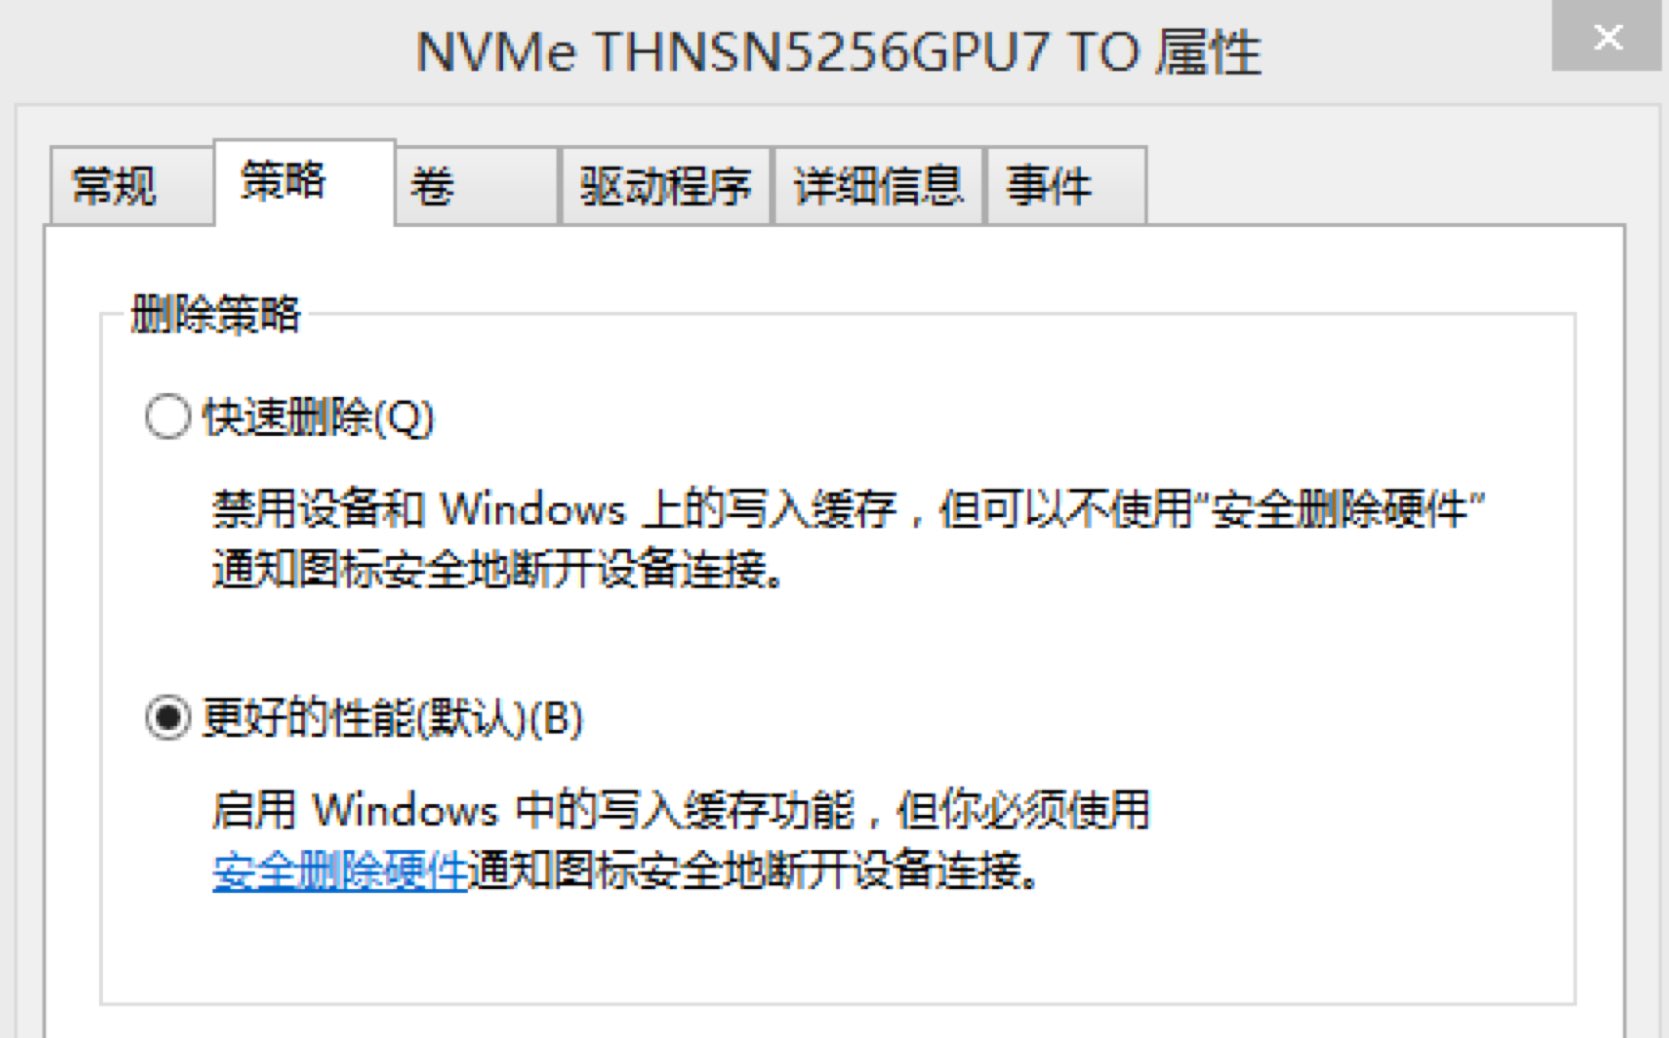 NVMe THNSN5256GPU7 TO 属性
常规 策略 卷 驱动程序 详细信息 事件
删除策略
快速删除(Q)
禁用设备和 Windows 上的写入缓存，但可以不使用“安全删除硬件”
通知图标安全地断开设备连接。
更好的性能(默认)(B)
启用 Windows 中的写入缓存功能，但你必须使用
安全删除硬件通知图标安全地断开设备连接。